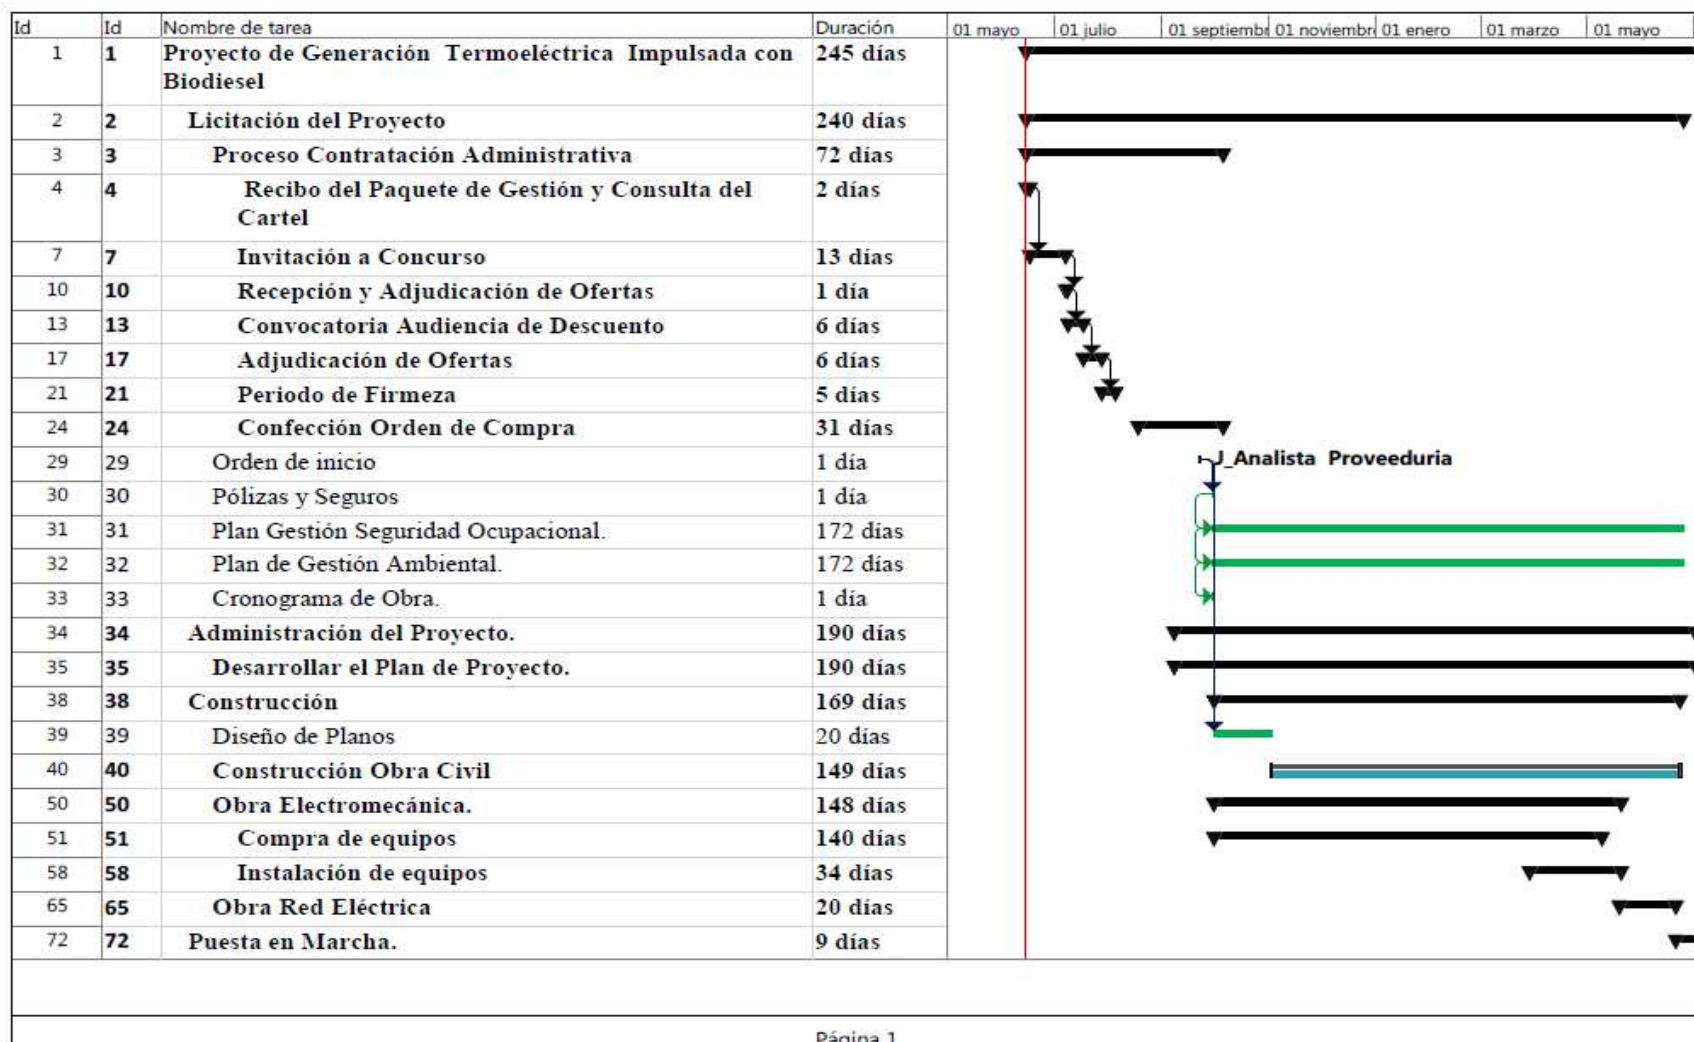 Id Id Nombre de tarea Duración 01 mayo 01 julio 01 septiembr 01 noviembre 01 enero 01 marzo 01 mayo
1 1 Proyecto de Generación Termoeléctrica Impulsada con 245 días
Biodiesel
2 2 Licitación del Proyecto 240 días
3 3 Proceso Contratación Administrativa 72 días
4 4 Recibo del Paquete de Gestión y Consulta del 2 días
Cartel
7 7 Invitación a Concurso 13 días
10 10 Recepción y Adjudicación de Ofertas 1 día
13 13 Convocatoria Audiencia de Descuento 6 días
17 17 Adjudicación de Ofertas 6 días
21 21 Periodo de Firmeza 5 días
24 24 Confección Orden de Compra 31 días
29 29 Orden de inicio 1 día J_Analista Proveeduria
30 30 Pólizas y Seguros 1 día
31 31 Plan Gestión Seguridad Ocupacional. 172 días
32 32 Plan de Gestión Ambiental. 172 días
33 33 Cronograma de Obra. 1 día
34 34 Administración del Proyecto. 190 días
35 35 Desarrollar el Plan de Proyecto. 190 días
38 38 Construcción 169 días
39 39 Diseño de Planos 20 días
40 40 Construcción Obra Civil 149 días
50 50 Obra Electromecánica. 148 días
51 51 Compra de equipos 140 días
58 58 Instalación de equipos 34 días
65 65 Obra Red Eléctrica 20 días
72 72 Puesta en Marcha. 9 días
Página 1